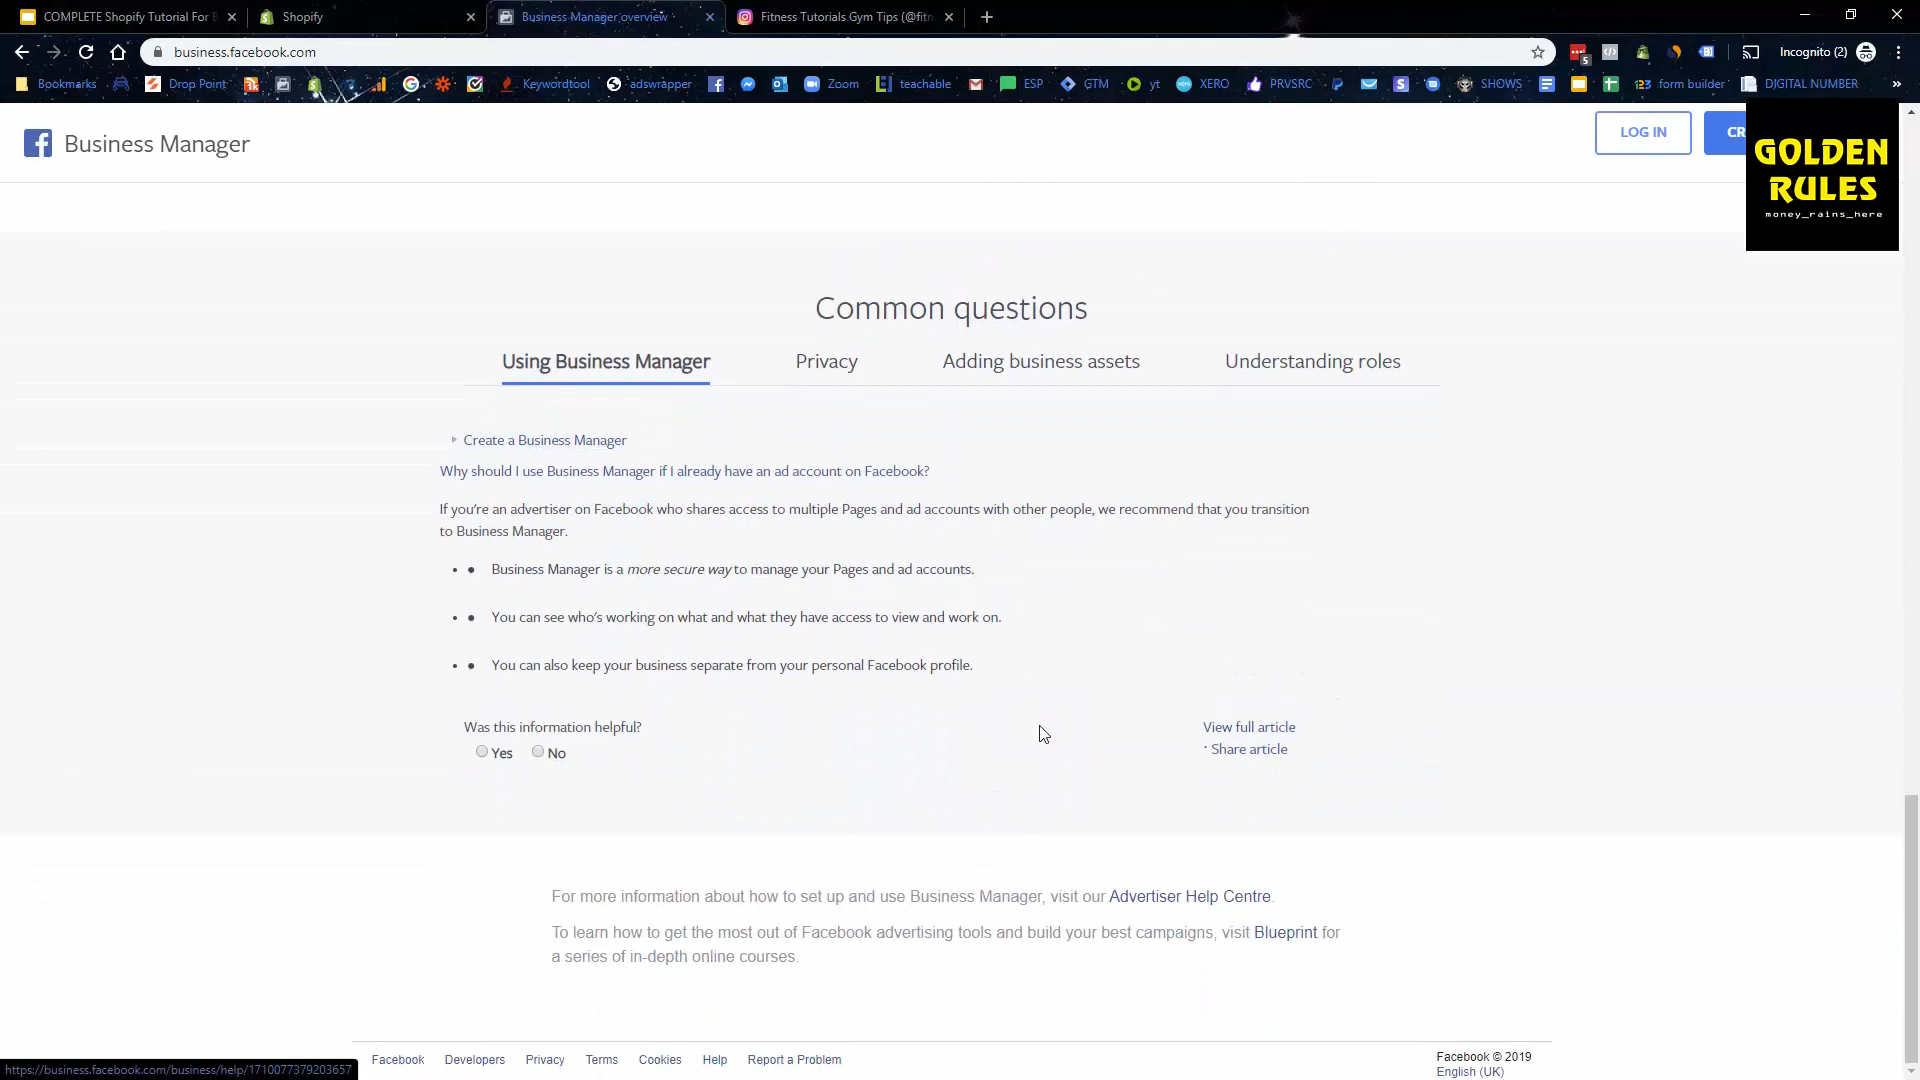 COMPLETE Shopify Tutorial For B
Shopify
Business Manager overview
Fitness Tutorials Gym Tips (@fitn
business.facebook.com
Incognito (2)
Bookmarks
Drop Point
Keywordtool
adswrapper
Zoom
teachable
ESP
GTM
yt
XERO
PRVSRC
SHOWS
form builder
DIGITAL NUMBER
Business Manager
LOG IN
CR
GOLDEN
RULES
money_rains_here
Common questions
Using Business Manager
Privacy
Adding business assets
Understanding roles
Create a Business Manager
Why should I use Business Manager if I already have an ad account on Facebook?
If you're an advertiser on Facebook who shares access to multiple Pages and ad accounts with other people, we recommend that you transition
to Business Manager.
• ● Business Manager is a more secure way to manage your Pages and ad accounts.
• ● You can see who's working on what and what they have access to view and work on.
• ● You can also keep your business separate from your personal Facebook profile.
Was this information helpful?
Yes No
View full article
· Share article
For more information about how to set up and use Business Manager, visit our Advertiser Help Centre.
To learn how to get the most out of Facebook advertising tools and build your best campaigns, visit Blueprint for
a series of in-depth online courses.
Facebook Developers Privacy Terms Cookies Help Report a Problem
Facebook © 2019
English (UK)
https://business.facebook.com/business/help/1710077379203657